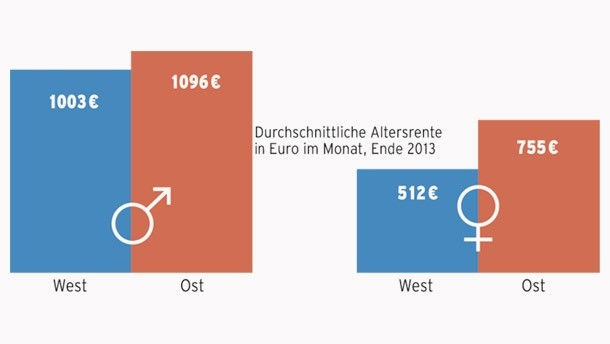 1003 €
1096 €
West
Ost
Durchschnittliche Altersrente
in Euro im Monat, Ende 2013
512 €
755 €
West
Ost